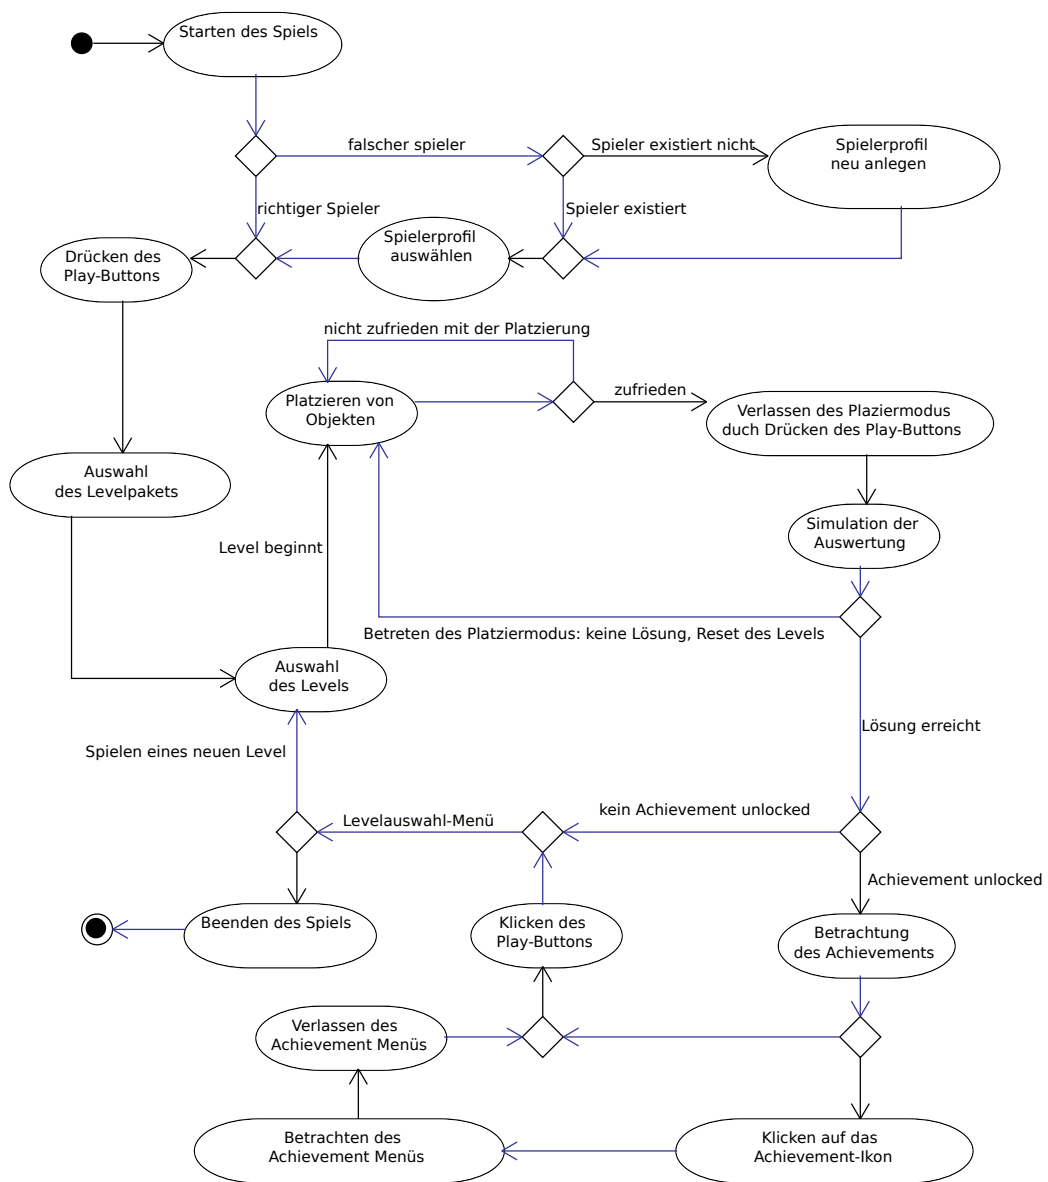 Starten des Spiels
falscher spieler
Spieler existiert nicht
Spielerprofil
neu anlegen
richtiger Spieler
Spieler existiert
Spielerprofil
auswählen
Drücken des
Play-Buttons
nicht zufrieden mit der Platzierung
Platzieren von
Objekten
zufrieden
Verlassen des Plaziermodus
duch Drücken des Play-Buttons
Auswahl
des Levelpakets
Simulation der
Auswertung
Level beginnt
Betreten des Platziermodus: keine Lösung, Reset des Levels
Auswahl
des Levels
Lösung erreicht
Spielen eines neuen Level
Levelauswahl-Menü
kein Achievement unlocked
Achievement unlocked
Beenden des Spiels
Klicken des
Play-Buttons
Betrachtung
des Achievements
Verlassen des
Achievement Menüs
Betrachten des
Achievement Menüs
Klicken auf das
Achievement-Ikon